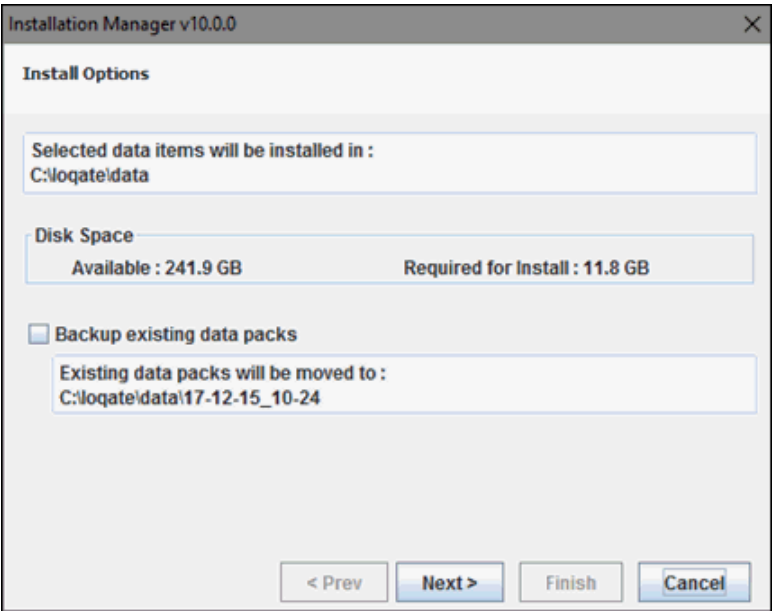 Installation Manager v10.0.0
Install Options
Selected data items will be installed in :
C:\loqate\data
Disk Space
Available : 241.9 GB Required for Install : 11.8 GB
Backup existing data packs
Existing data packs will be moved to :
C:\loqate\data\17-12-15_10-24
< Prev Next > Finish Cancel